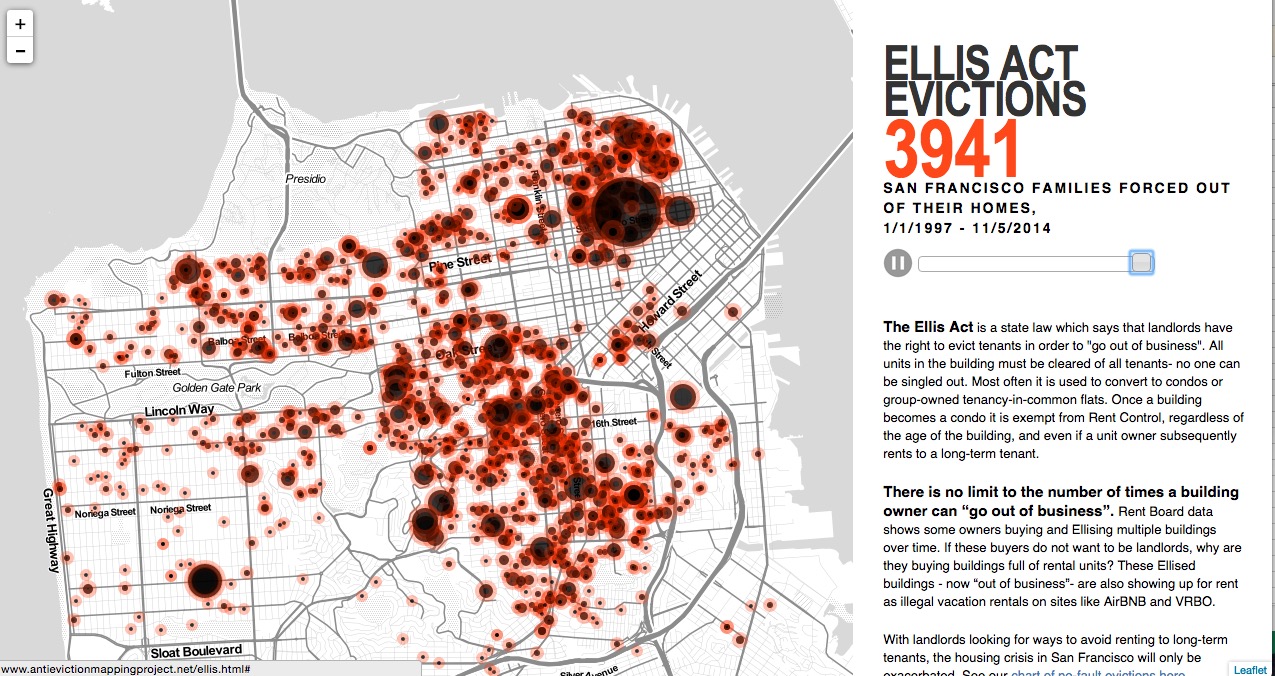 +
−
Presidio
Franklin Street
Pine Street
Howard Street
Street
Balboa Street
Balboa Street
Oak Street
Fulton Street
Golden Gate Park
Lincoln Way
16th Street
Street
Great Highway
Noriega Street
Noriega Street
Sloat Boulevard
Silver Avenue
www.antievictionmappingproject.net/ellis.html#
ELLIS ACT
EVICTIONS
3941
SAN FRANCISCO FAMILIES FORCED OUT
OF THEIR HOMES,
1/1/1997 - 11/5/2014
The Ellis Act is a state law which says that landlords have
the right to evict tenants in order to "go out of business". All
units in the building must be cleared of all tenants- no one can
be singled out. Most often it is used to convert to condos or
group-owned tenancy-in-common flats. Once a building
becomes a condo it is exempt from Rent Control, regardless of
the age of the building, and even if a unit owner subsequently
rents to a long-term tenant.
There is no limit to the number of times a building
owner can “go out of business”. Rent Board data
shows some owners buying and Ellising multiple buildings
over time. If these buyers do not want to be landlords, why are
they buying buildings full of rental units? These Ellised
buildings - now “out of business”- are also showing up for rent
as illegal vacation rentals on sites like AirBNB and VRBO.
With landlords looking for ways to avoid renting to long-term
tenants, the housing crisis in San Francisco will only be
exacerbated. See our chart of no-fault evictions here
Leaflet